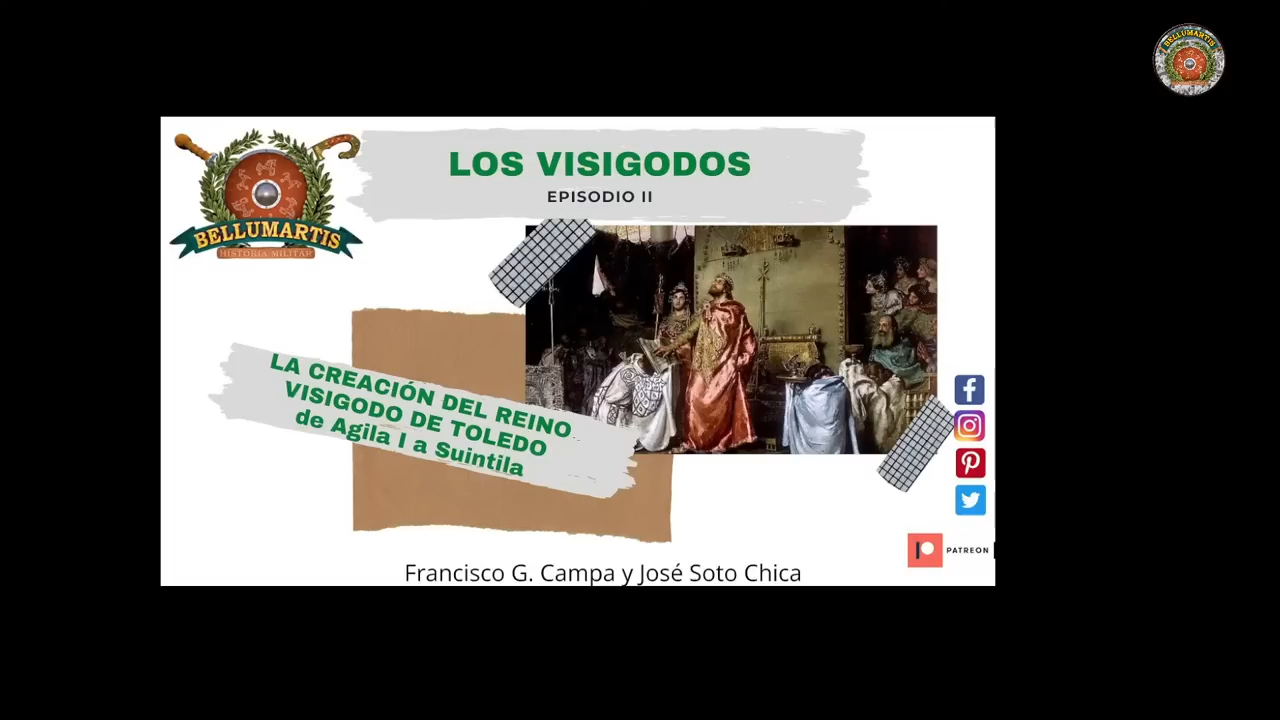 BELLUMARTIS
LOS VISIGODOS
EPISODIO II
BELLUMARTIS
HISTORIA MILITAR
LA CREACIÓN DEL REINO
VISIGODO DE TOLEDO
de Agila I a Suintila
PATREON
Francisco G. Campa y José Soto Chica